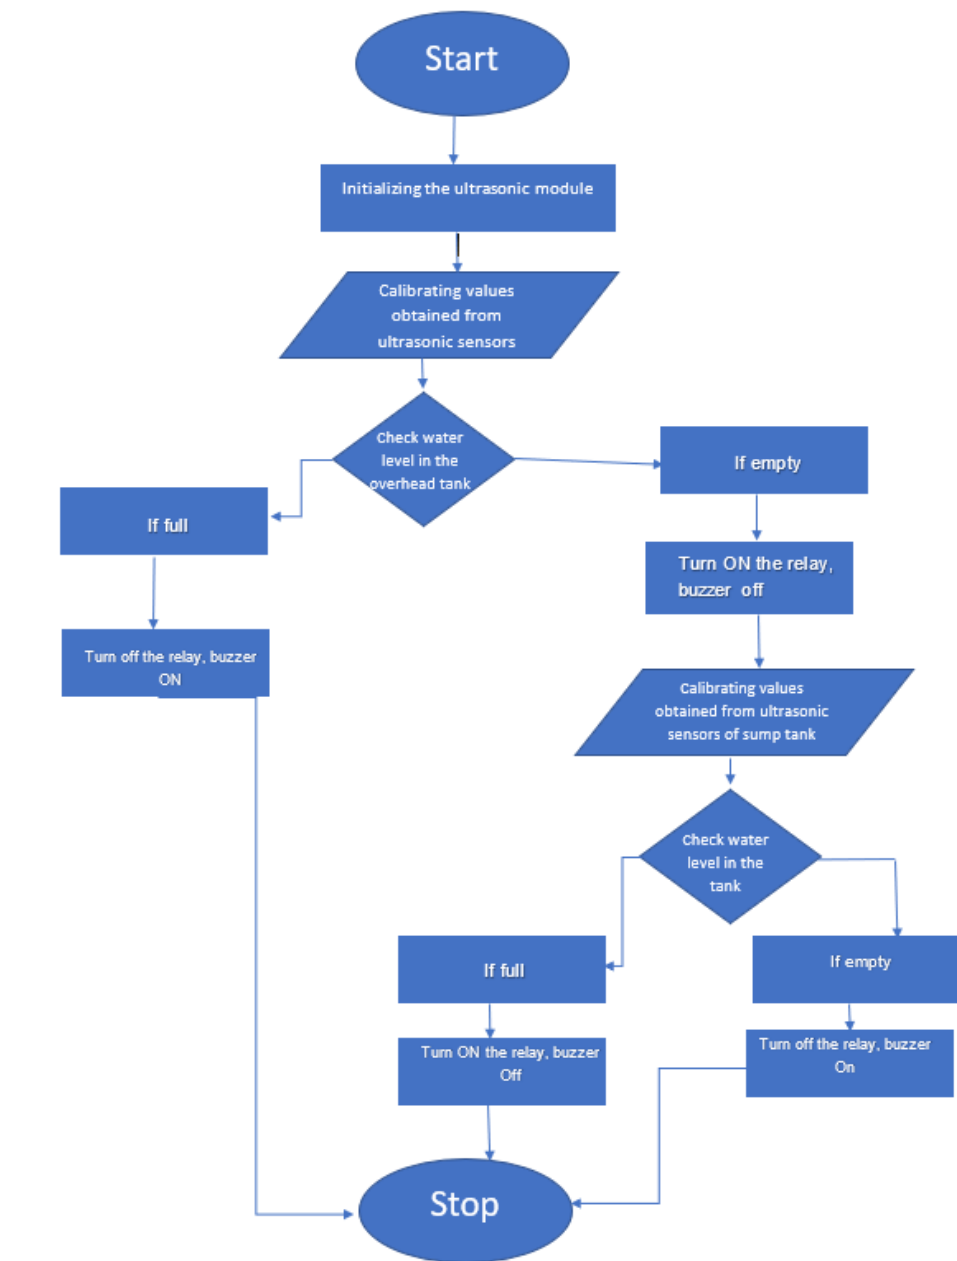 Start
Initializing the ultrasonic module
Calibrating values
obtained from
ultrasonic sensors
Check water
level in the
overhead tank
If empty
If full
Turn ON the relay,
buzzer off
Turn off the relay, buzzer
ON
Calibrating values
obtained from ultrasonic
sensors of sump tank
Check water
level in the
tank
If full
If empty
Turn ON the relay, buzzer
Off
Turn off the relay, buzzer
On
Stop